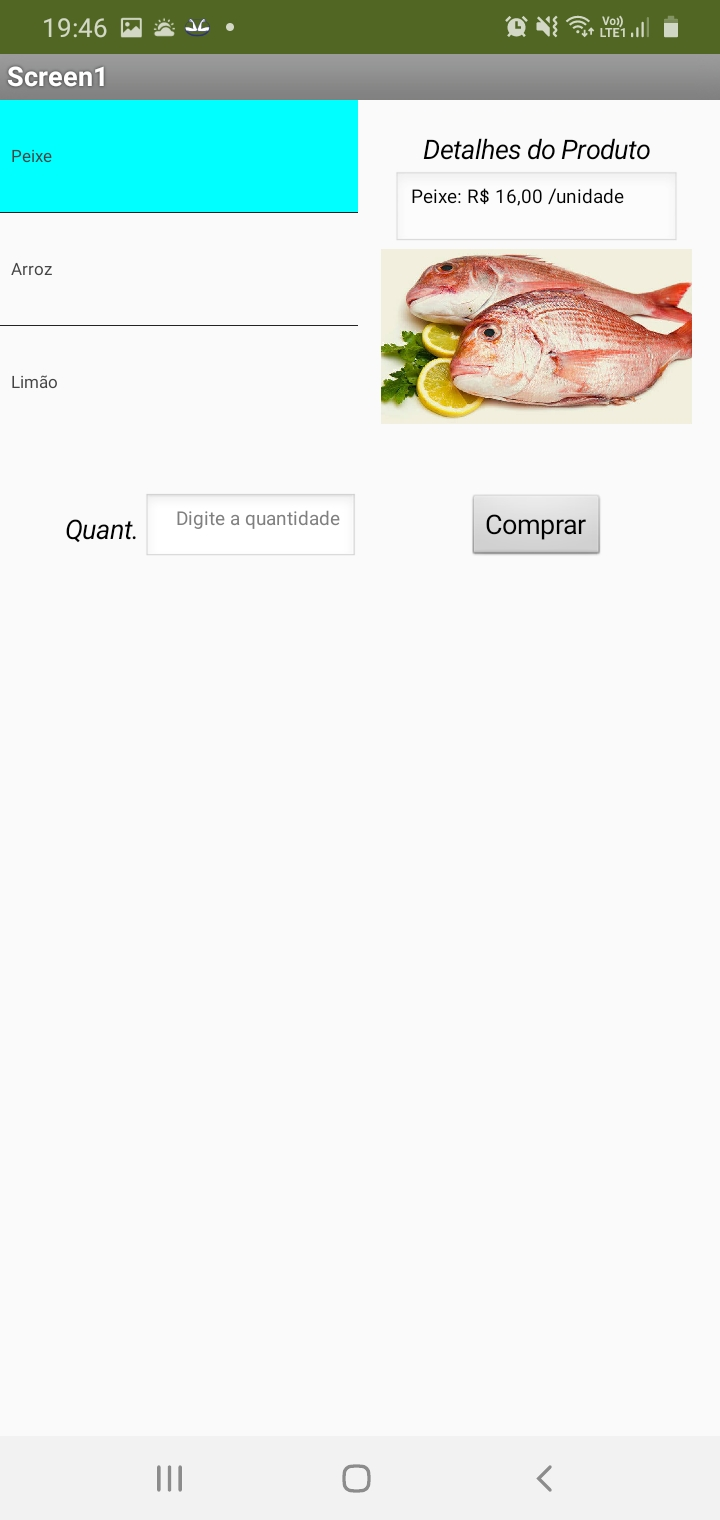 19:46
Vo))
LTE1
Screen1
Peixe
Arroz
Limão
Detalhes do Produto
Peixe: R$ 16,00 /unidade
Quant.
Digite a quantidade
Comprar